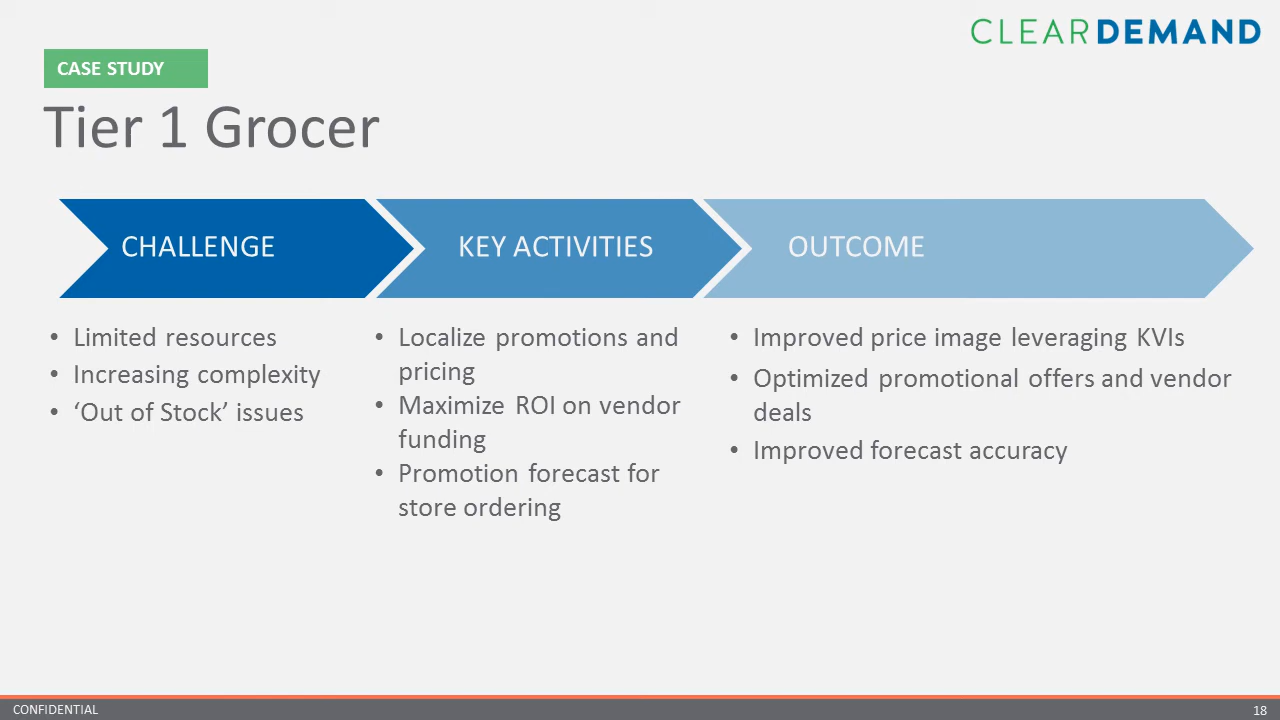 CLEARDEMAND
CASE STUDY
Tier 1 Grocer
CHALLENGE
KEY ACTIVITIES
OUTCOME
• Limited resources
• Increasing complexity
• ‘Out of Stock’ issues
• Localize promotions and
pricing
• Maximize ROI on vendor
funding
• Promotion forecast for
store ordering
• Improved price image leveraging KVIs
• Optimized promotional offers and vendor
deals
• Improved forecast accuracy
CONFIDENTIAL
18